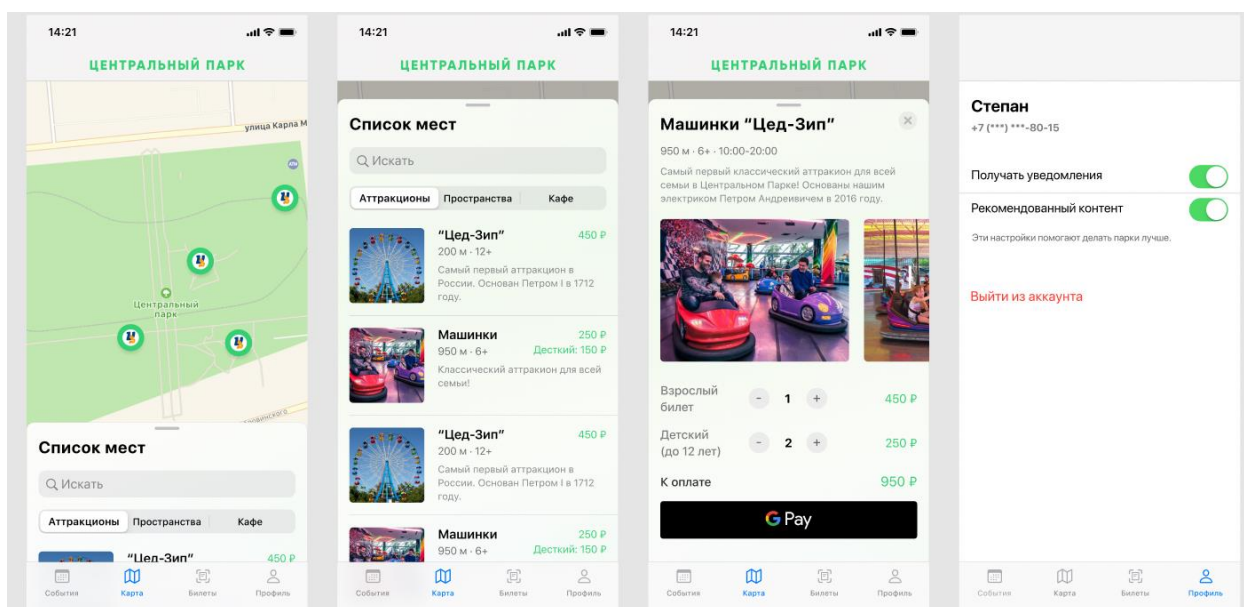 14:21
ЦЕНТРАЛЬНЫЙ ПАРК
улица Карла М
Центральный
парк
Список мест
Искать
Аттракционы Пространства Кафе
"Цед-Зип" 450 ₽
События Карта Билеты Профиль
14:21
ЦЕНТРАЛЬНЫЙ ПАРК
Список мест
Искать
Аттракционы Пространства Кафе
"Цед-Зип" 450 ₽
200 м · 12+
Самый первый аттракцион в
России. Основан Петром I в 1712
году.
Машинки 250 ₽
950 м · 6+ Десткий: 150 ₽
Классический аттракион для всей
семьи!
"Цед-Зип" 450 ₽
200 м · 12+
Самый первый аттракцион в
России. Основан Петром I в 1712
году.
Машинки 250 ₽
950 м · 6+ Десткий: 150 ₽
События Карта Билеты Профиль
14:21
ЦЕНТРАЛЬНЫЙ ПАРК
Машинки "Цед-Зип"
950 м · 6+ · 10:00-20:00
Самый первый классический аттракион для всей
семьи в Центральном Парке! Основаны нашим
электриком Петром Андреивичем в 2016 году.
Взрослый
билет - 1 + 450 ₽
Детский
(до 12 лет) - 2 + 250 ₽
К оплате 950 ₽
G Pay
События Карта Билеты Профиль
Степан
+7 (***) ***-80-15
Получать уведомления
Рекомендованный контент
Эти настройки помогают делать парки лучше.
Выйти из аккаунта
События Карта Билеты Профиль